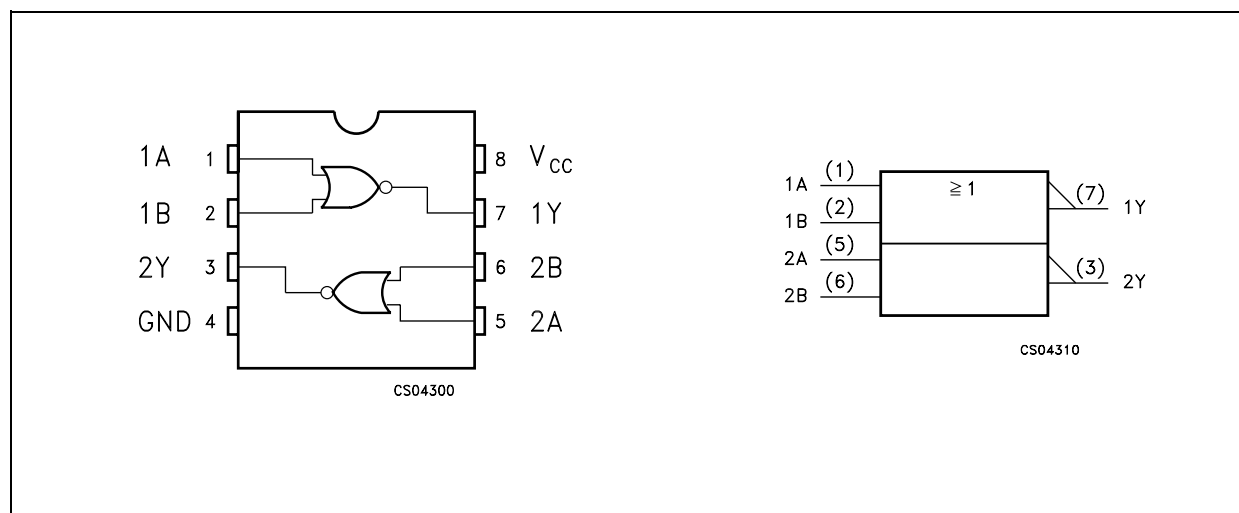 1A 1 8 VCC
1B 2 7 1Y
2Y 3 6 2B
GND 4 5 2A
CS04300
1A (1) ≧ 1 (7) 1Y
1B (2)
2A (5) (3) 2Y
2B (6)
CS04310